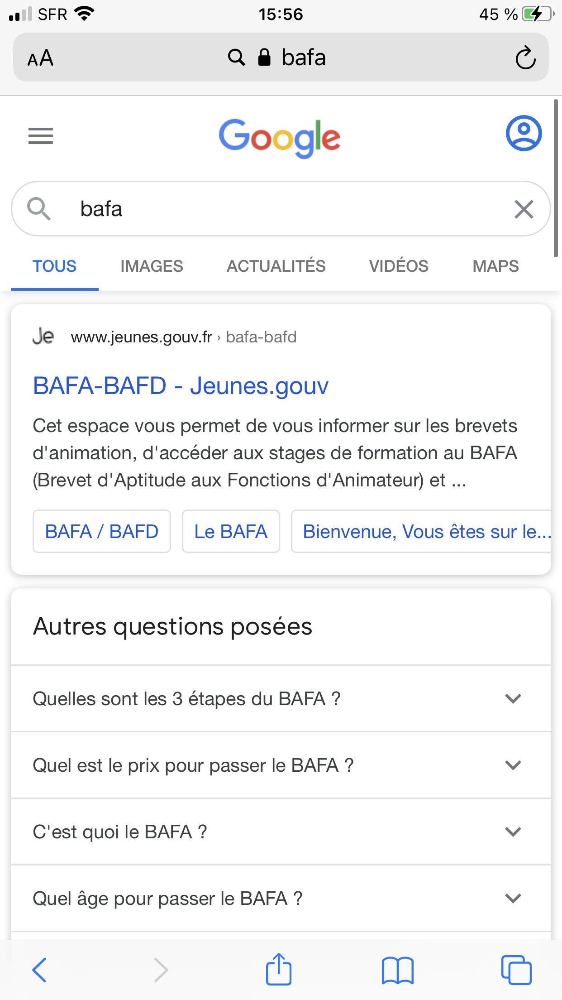 SFR 15:56 45 %
AA bafa
Google
bafa
TOUS IMAGES ACTUALITÉS VIDÉOS MAPS
Je www.jeunes.gouv.fr › bafa-bafd
BAFA-BAFD - Jeunes.gouv
Cet espace vous permet de vous informer sur les brevets
d'animation, d'accéder aux stages de formation au BAFA
(Brevet d'Aptitude aux Fonctions d'Animateur) et ...
BAFA / BAFD Le BAFA Bienvenue, Vous êtes sur le...
Autres questions posées
Quelles sont les 3 étapes du BAFA ?
Quel est le prix pour passer le BAFA ?
C'est quoi le BAFA ?
Quel âge pour passer le BAFA ?